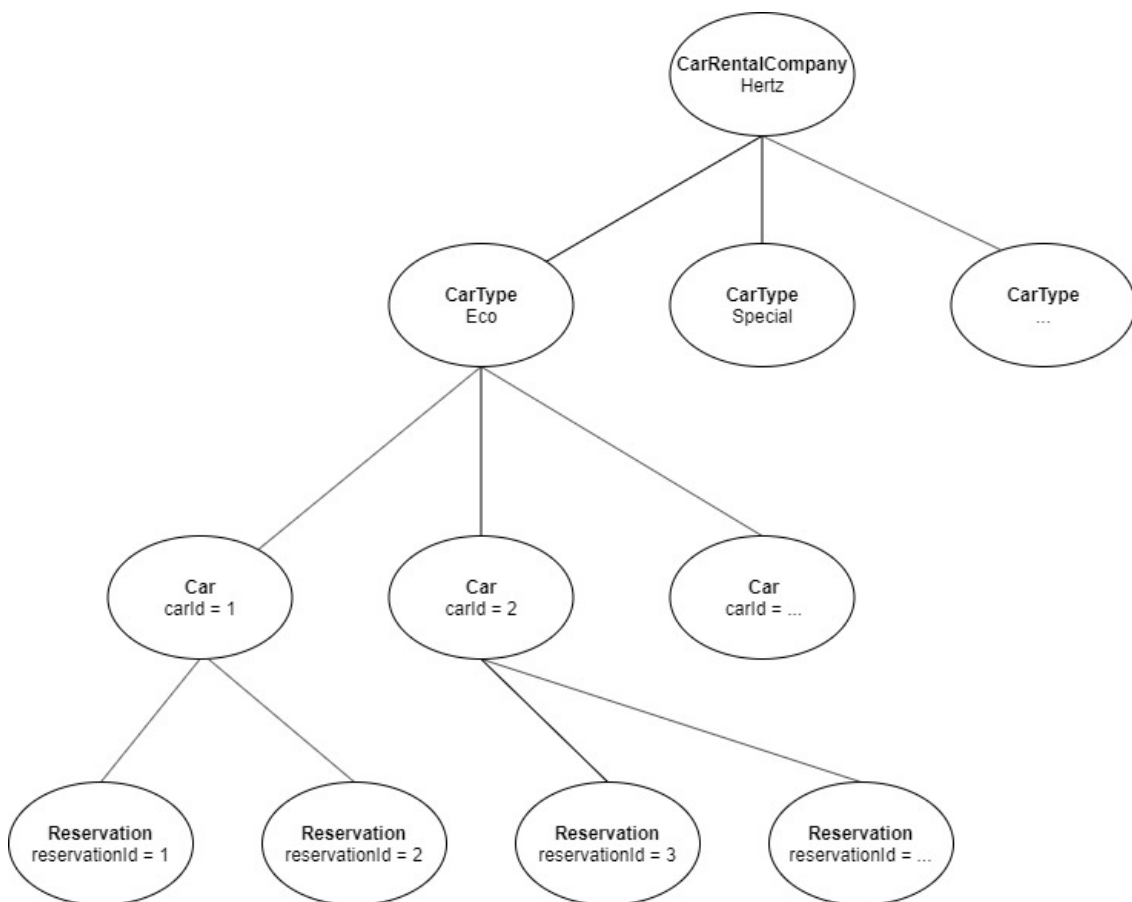 CarRentalCompany
Hertz
CarType
Eco
CarType
Special
CarType
...
Car
carId = 1
Car
carId = 2
Car
carId = ...
Reservation
reservationId = 1
Reservation
reservationId = 2
Reservation
reservationId = 3
Reservation
reservationId = ...